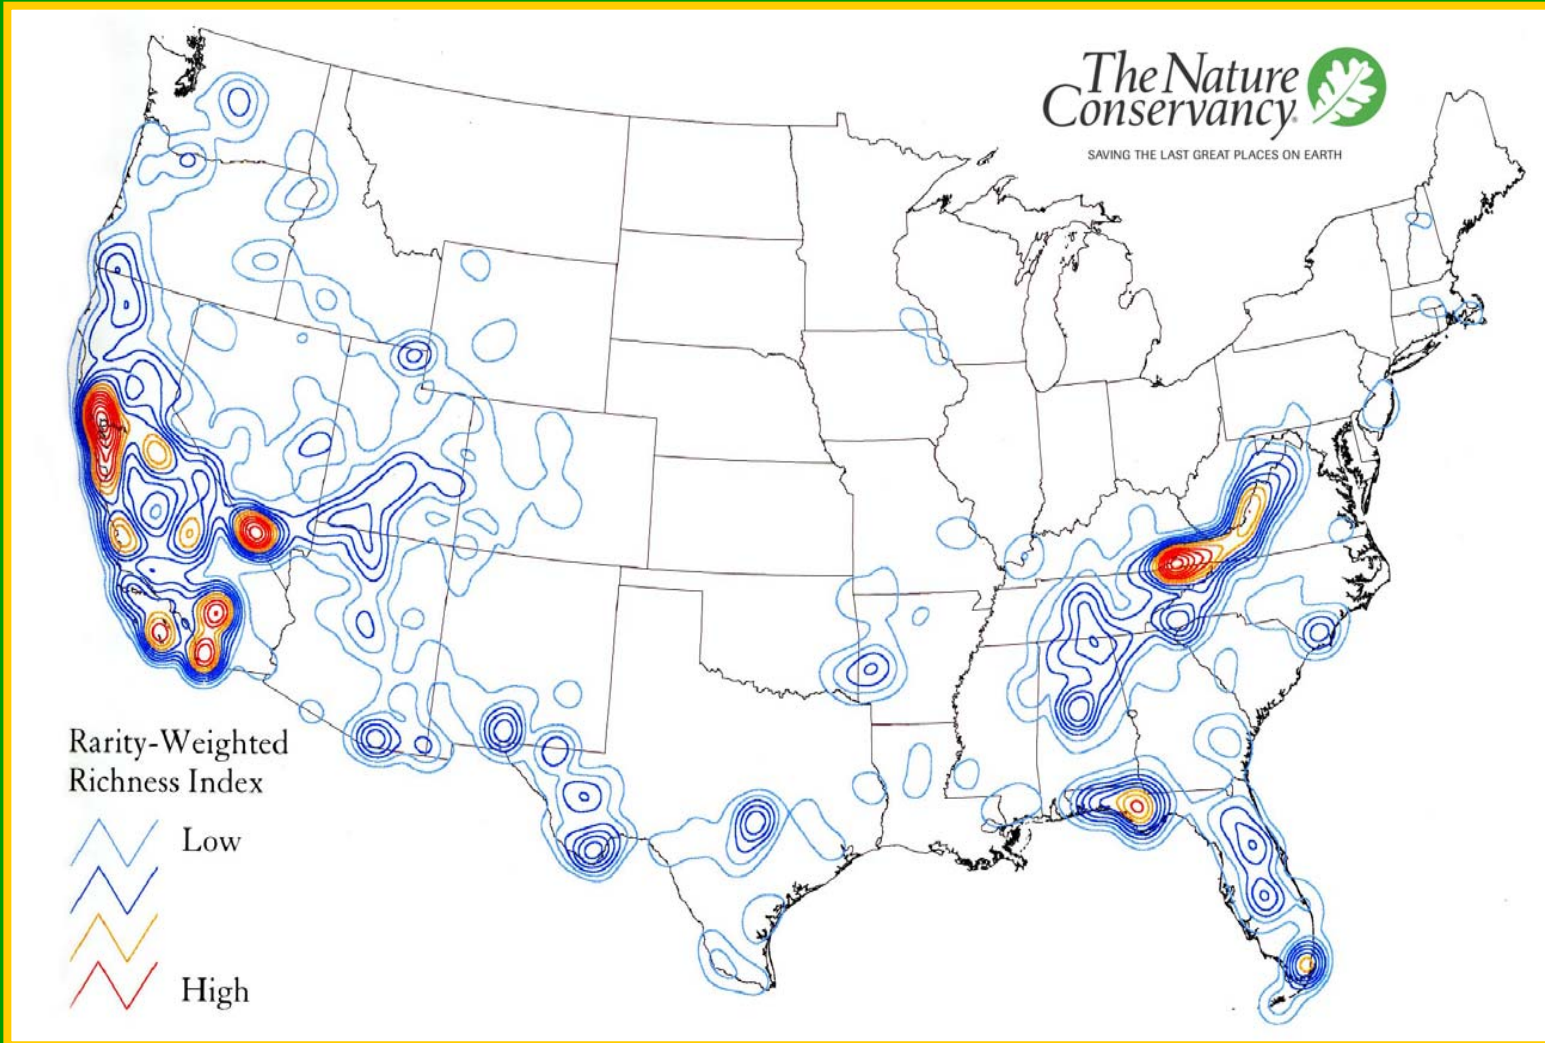 The Nature
Conservancy®
SAVING THE LAST GREAT PLACES ON EARTH
Rarity-Weighted
Richness Index
Low
High